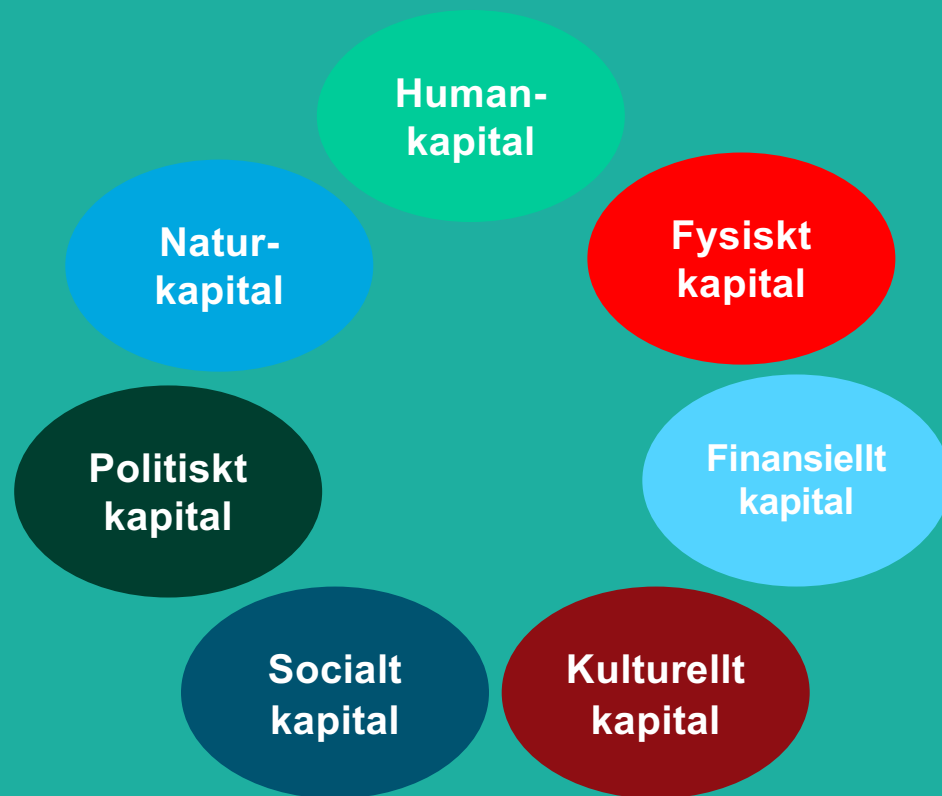 Human-
kapital
Fysiskt
kapital
Natur-
kapital
Finansiellt
kapital
Politiskt
kapital
Socialt
kapital
Kulturellt
kapital